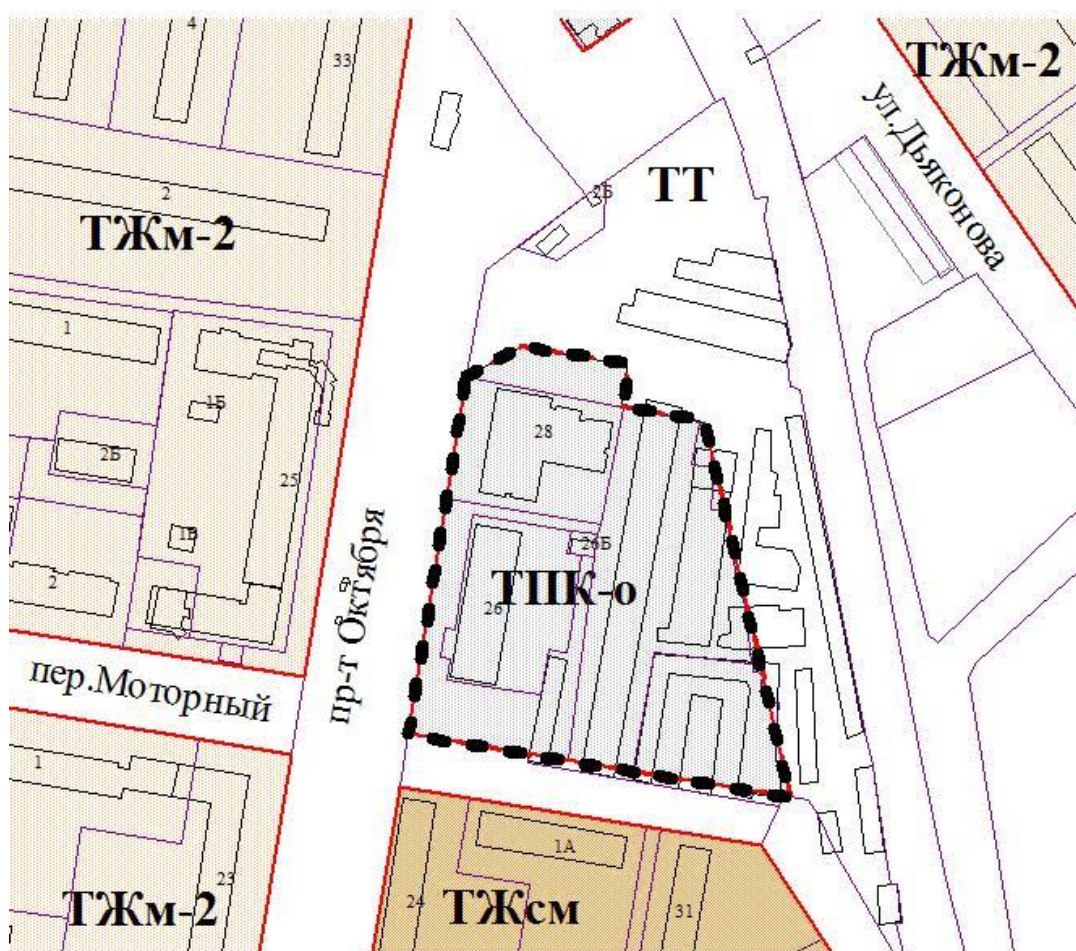 4
33
ТЖм-2
ул.Дьяконова
ТТ
2Б
2
ТЖм-2
1
1Б
28
2Б
25
пр-т Октября
1В
26Б
ТПК-о
26
2
пер.Моторный
1
1А
23
ТЖм-2
24
ТЖсм
31